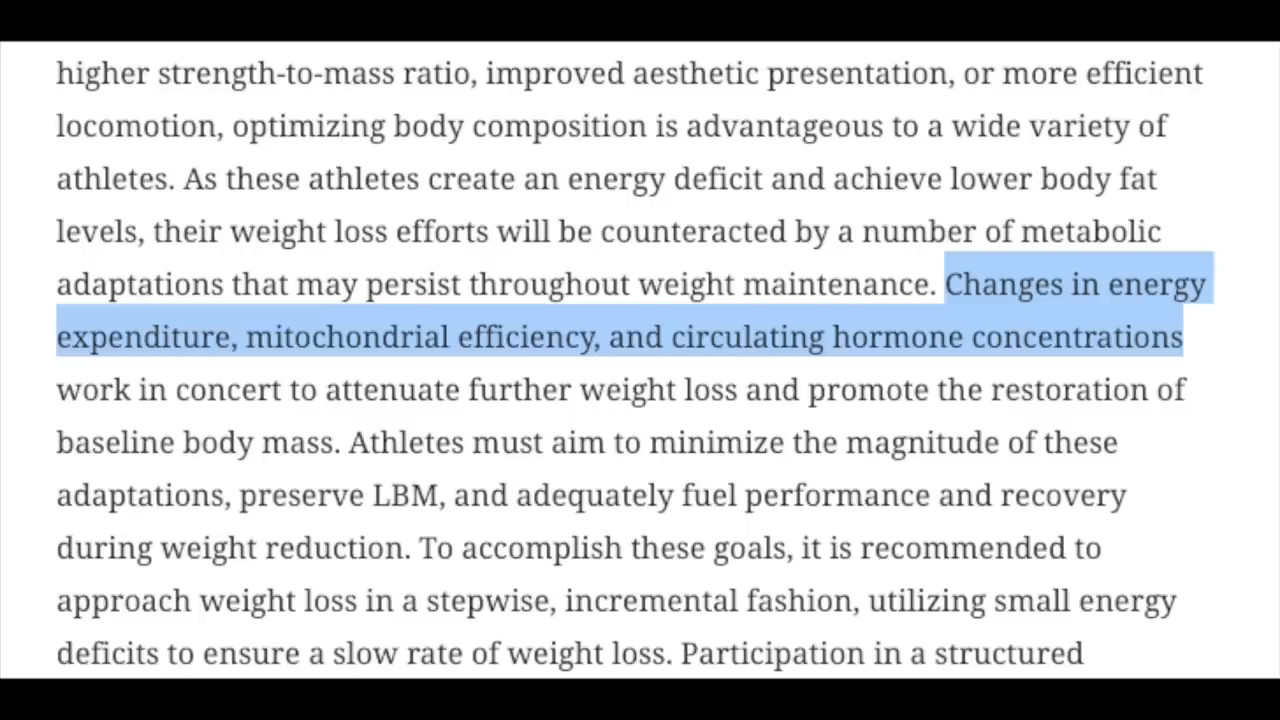 higher strength-to-mass ratio, improved aesthetic presentation, or more efficient
locomotion, optimizing body composition is advantageous to a wide variety of
athletes. As these athletes create an energy deficit and achieve lower body fat
levels, their weight loss efforts will be counteracted by a number of metabolic
adaptations that may persist throughout weight maintenance. Changes in energy
expenditure, mitochondrial efficiency, and circulating hormone concentrations
work in concert to attenuate further weight loss and promote the restoration of
baseline body mass. Athletes must aim to minimize the magnitude of these
adaptations, preserve LBM, and adequately fuel performance and recovery
during weight reduction. To accomplish these goals, it is recommended to
approach weight loss in a stepwise, incremental fashion, utilizing small energy
deficits to ensure a slow rate of weight loss. Participation in a structured